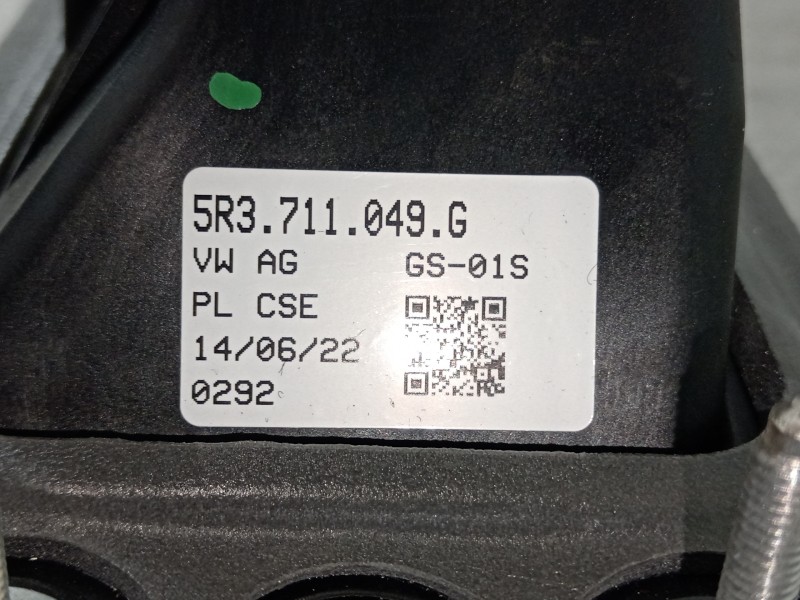 5R3.711.049.G
VW AG GS-01S
PL CSE
14/06/22
0292